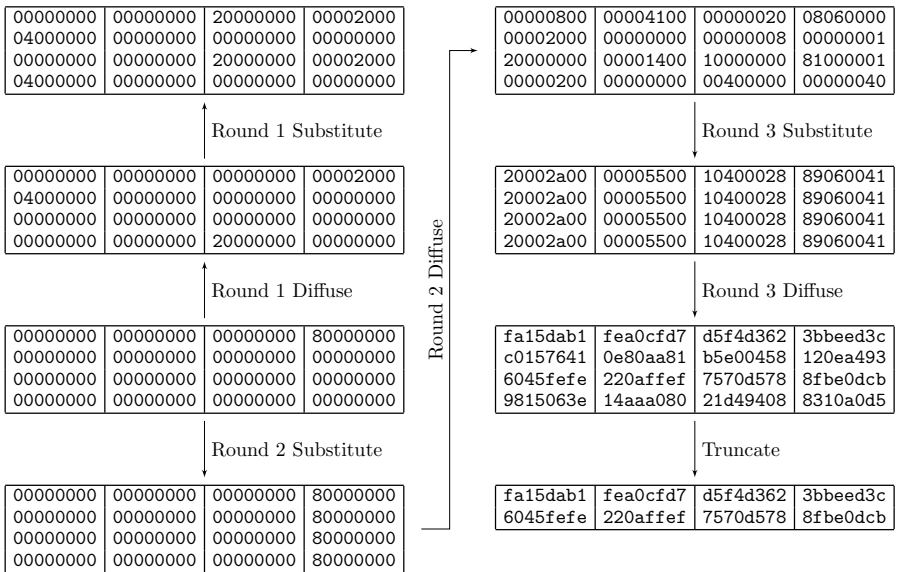 00000000 00000000 20000000 00002000
04000000 00000000 00000000 00000000
00000000 00000000 20000000 00002000
04000000 00000000 00000000 00000000
Round 1 Substitute
00000000 00000000 00000000 00002000
04000000 00000000 00000000 00000000
00000000 00000000 00000000 00000000
00000000 00000000 20000000 00000000
Round 1 Diffuse
00000000 00000000 00000000 80000000
00000000 00000000 00000000 00000000
00000000 00000000 00000000 00000000
00000000 00000000 00000000 00000000
Round 2 Substitute
00000000 00000000 00000000 80000000
00000000 00000000 00000000 80000000
00000000 00000000 00000000 80000000
00000000 00000000 00000000 80000000
Round 2 Diffuse
00000800 00004100 00000020 08060000
00002000 00000000 00000008 00000001
20000000 00001400 10000000 81000001
00000200 00000000 00400000 00000040
Round 3 Substitute
20002a00 00005500 10400028 89060041
20002a00 00005500 10400028 89060041
20002a00 00005500 10400028 89060041
20002a00 00005500 10400028 89060041
Round 3 Diffuse
fa15dab1 fea0cfd7 d5f4d362 3bbeed3c
c0157641 0e80aa81 b5e00458 120ea493
6045fefe 220affef 7570d578 8fbe0dcb
9815063e 14aaa080 21d49408 8310a0d5
Truncate
fa15dab1 fea0cfd7 d5f4d362 3bbeed3c
6045fefe 220affef 7570d578 8fbe0dcb